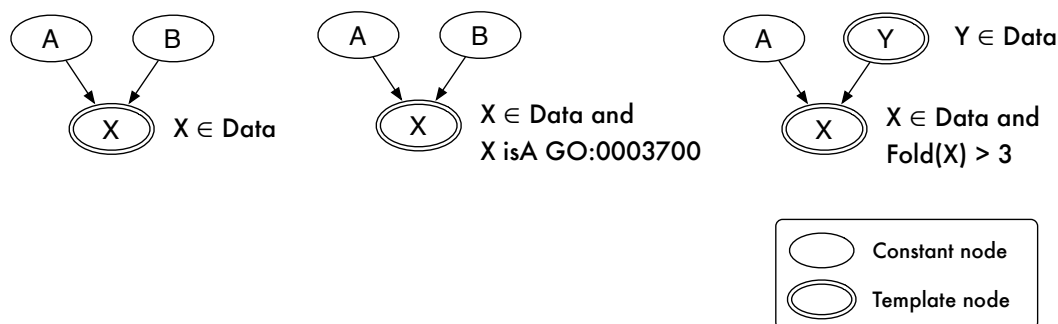 A B
X X ∈ Data
A B
X X ∈ Data and
X isA GO:0003700
A Y Y ∈ Data
X X ∈ Data and
Fold(X) > 3
Constant node
Template node